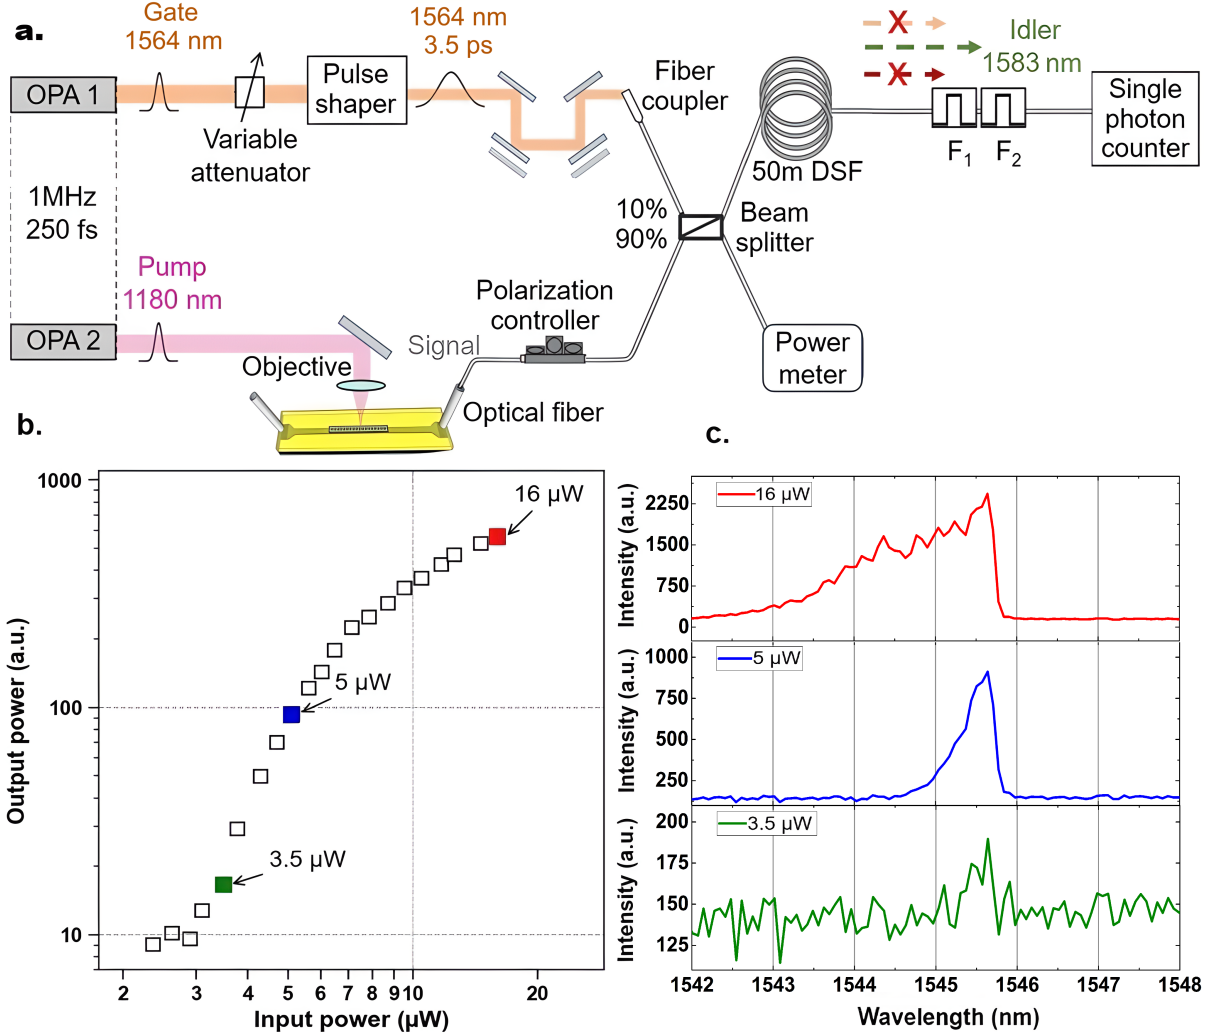 a.
Gate
1564 nm
1564 nm
3.5 ps
X
X
Idler
1583 nm
OPA 1
Variable
attenuator
Pulse
shaper
Fiber
coupler
50m DSF
F1
F2
Single
photon
counter
1MHz
250 fs
10%
90%
Beam
splitter
Pump
1180 nm
OPA 2
Objective
Signal
Polarization
controller
Optical fiber
Power
meter
b.
1000
100
10
Output power (a.u.)
16 µW
5 µW
3.5 µW
2
3
4
5
6
7
8
9
10
20
Input power (µW)
c.
Intensity (a.u.)
2250
1500
750
0
16 µW
Intensity (a.u.)
1000
750
500
250
5 µW
Intensity (a.u.)
200
175
150
125
3.5 µW
1542
1543
1544
1545
1546
1547
1548
Wavelength (nm)